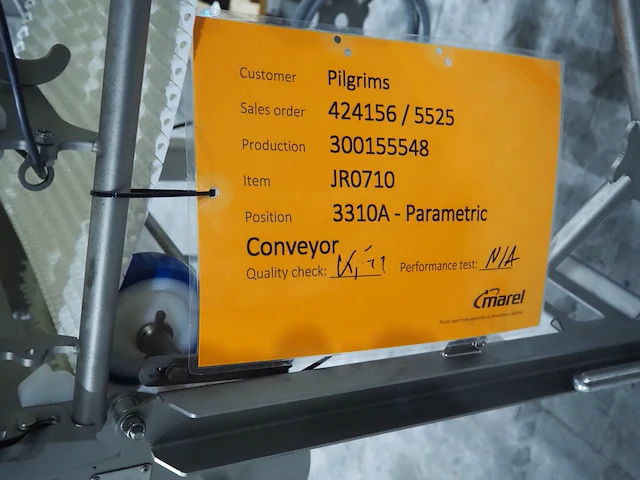 Customer Pilgrims
Sales order 424156 / 5525
Production 300155548
Item JR0710
Position 3310A - Parametric
Conveyor
Quality check: Performance test: N/A
marel